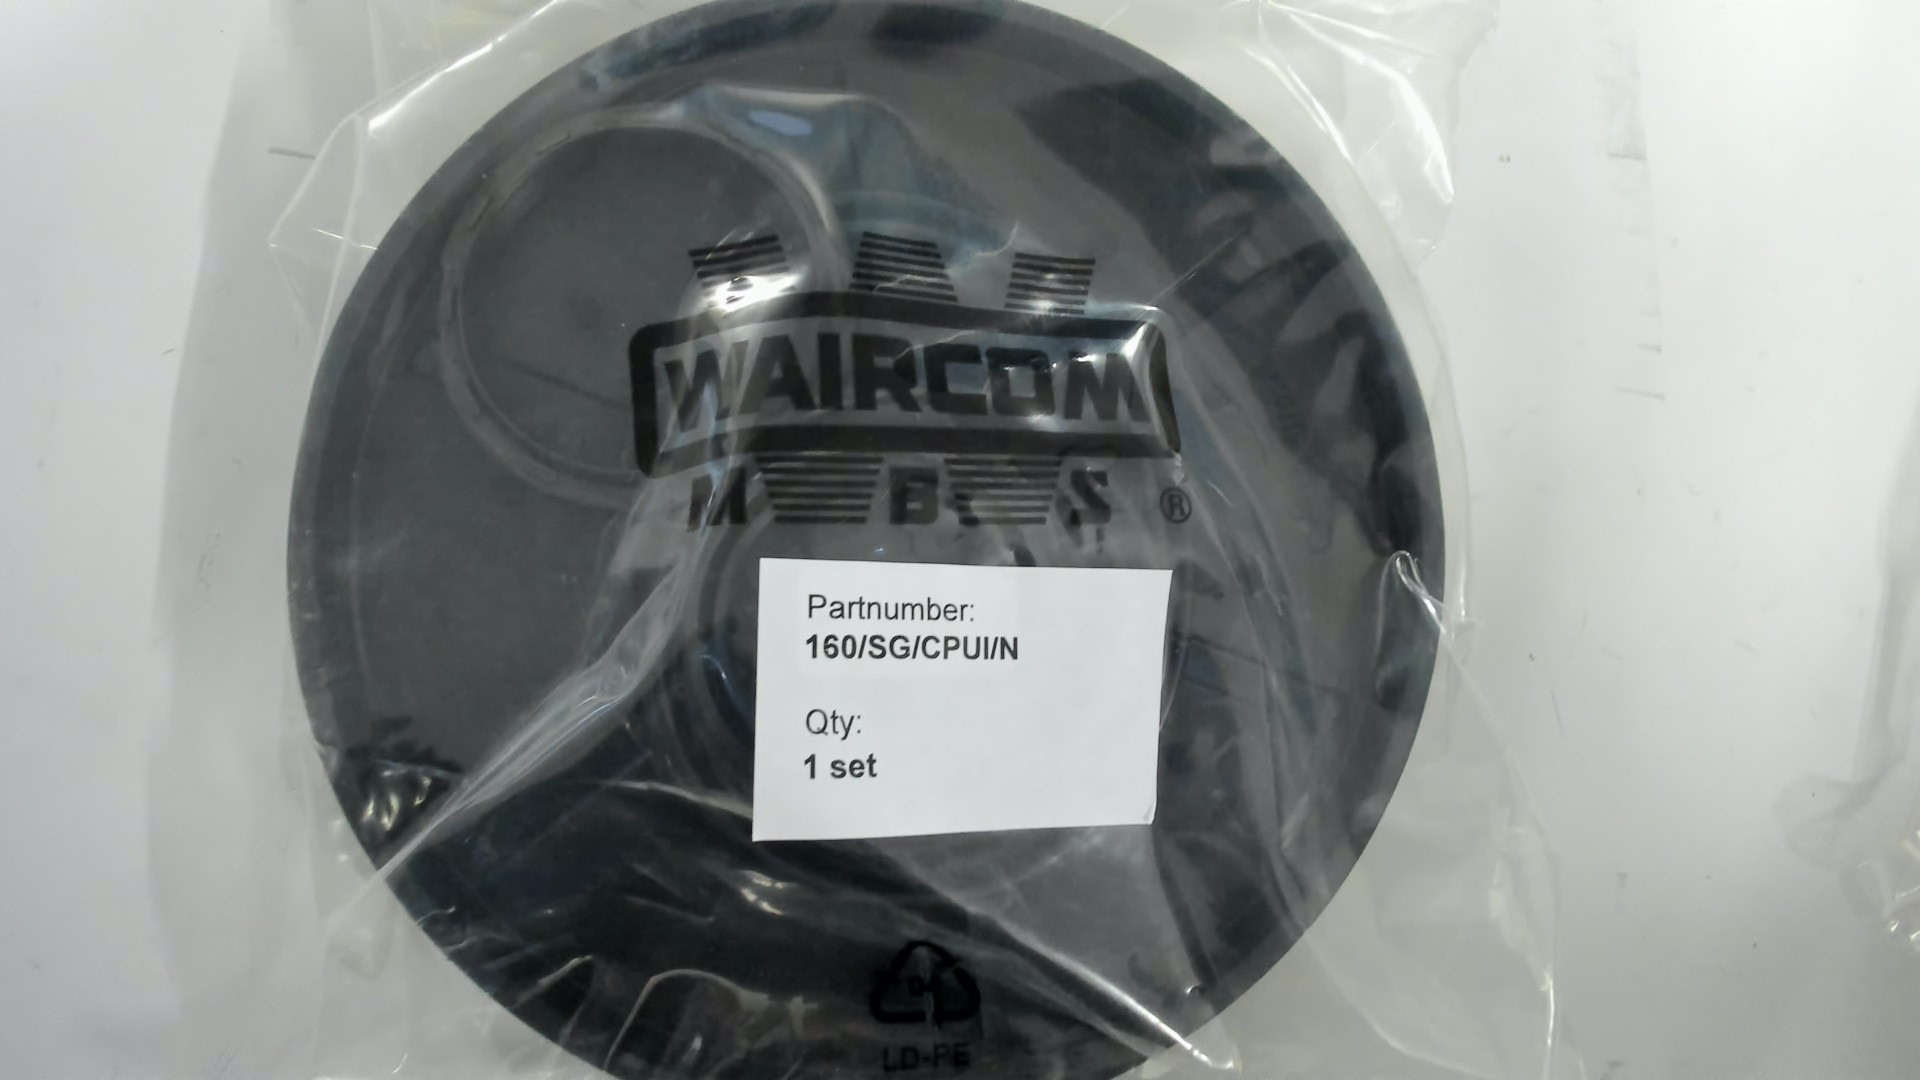 WAIRCOM
M B S ®
Partnumber:
160/SG/CPUI/N
Qty:
1 set
LD-PE